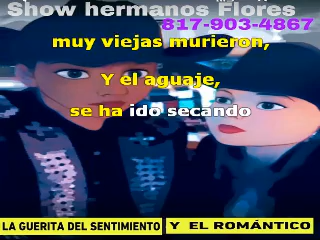 Show hermanos Flores
817-903-4867
muy viejas murieron,
Y él aguaje,
se ha ido secando
LA GUERITA DEL SENTIMIENTO Y EL ROMÁNTICO